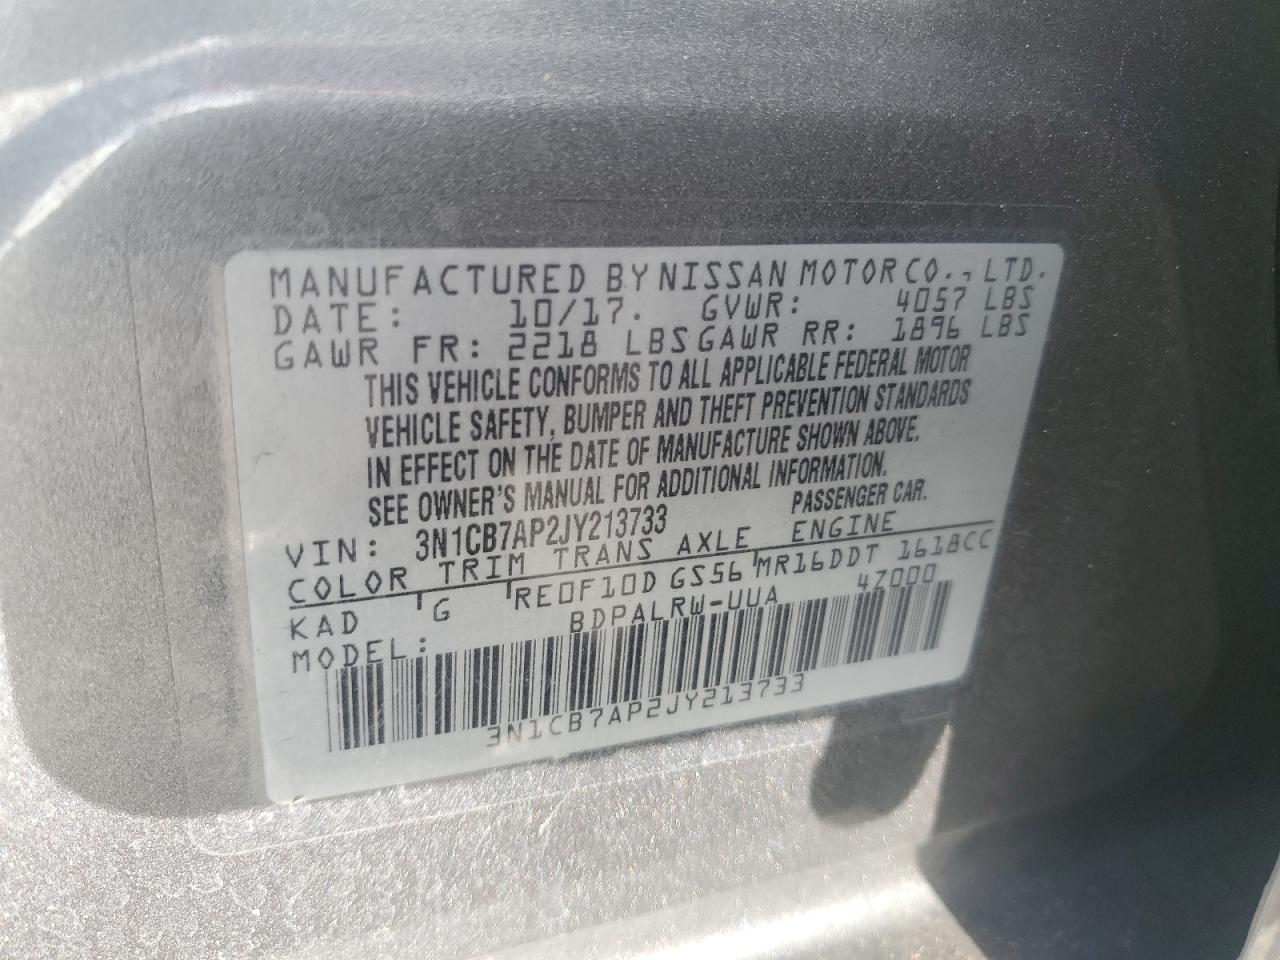 MANUFACTURED BY NISSAN MOTOR CO., LTD.
DATE: 10/17. GVWR: 4057 LBS
GAWR FR: 2218 LBS GAWR RR: 1896 LBS
THIS VEHICLE CONFORMS TO ALL APPLICABLE FEDERAL MOTOR
VEHICLE SAFETY, BUMPER AND THEFT PREVENTION STANDARDS
IN EFFECT ON THE DATE OF MANUFACTURE SHOWN ABOVE.
SEE OWNER'S MANUAL FOR ADDITIONAL INFORMATION.
VIN: 3N1CB7AP2JY213733 PASSENGER CAR.
COLOR TRIM TRANS AXLE ENGINE
KAD G RE0F10D GS56 MR16DDT 1618CC
MODEL: BDPALRW-UUA 4Z000
3N1CB7AP2JY213733